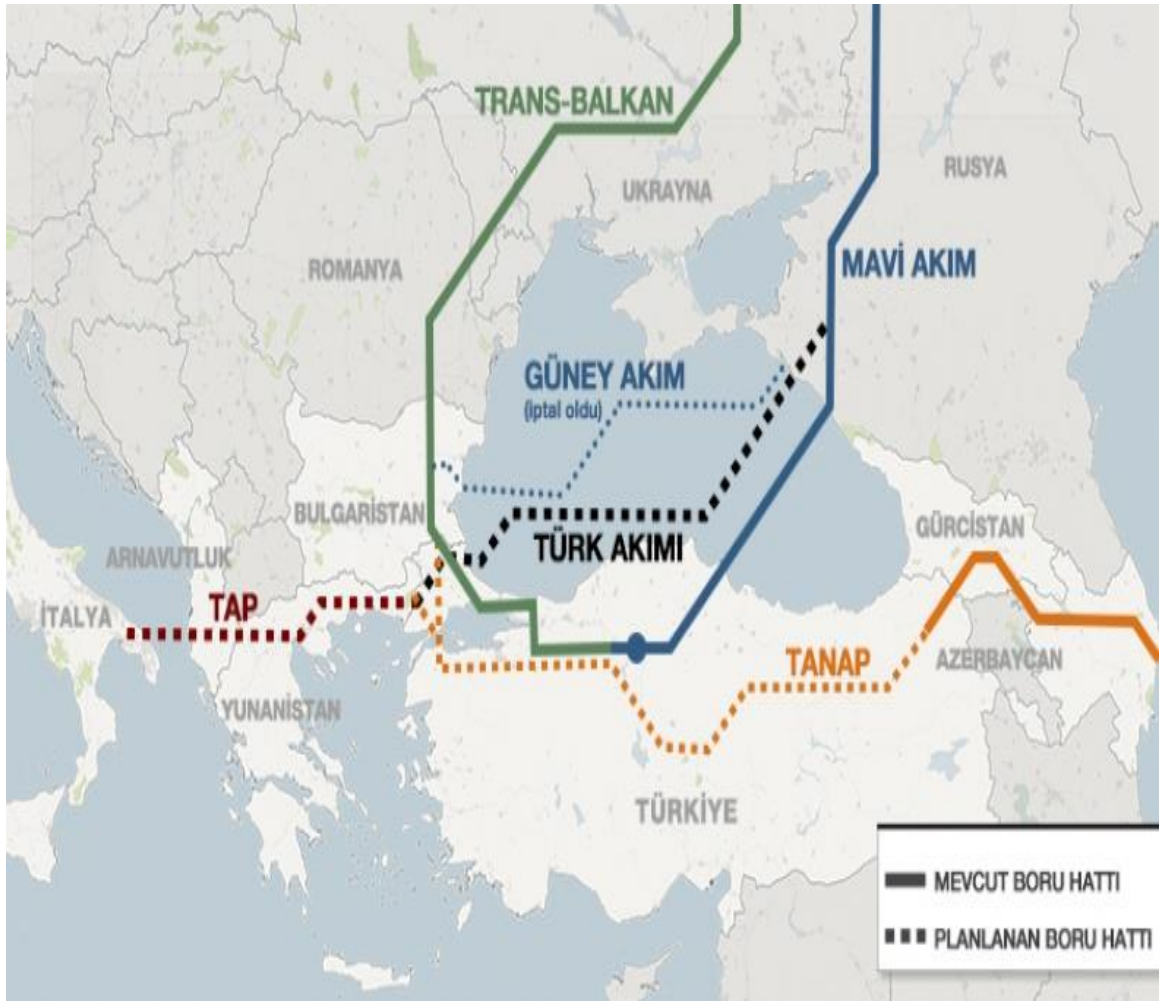 TRANS-BALKAN
UKRAYNA
RUSYA
ROMANYA
MAVİ AKIM
GÜNEY AKIM
(iptal oldu)
BULGARİSTAN
TÜRK AKIMI
GÜRCİSTAN
ARNAVUTLUK
TAP
İTALYA
TANAP
AZERBAYCAN
YUNANİSTAN
TÜRKİYE
MEVCUT BORU HATTI
PLANLANAN BORU HATTI